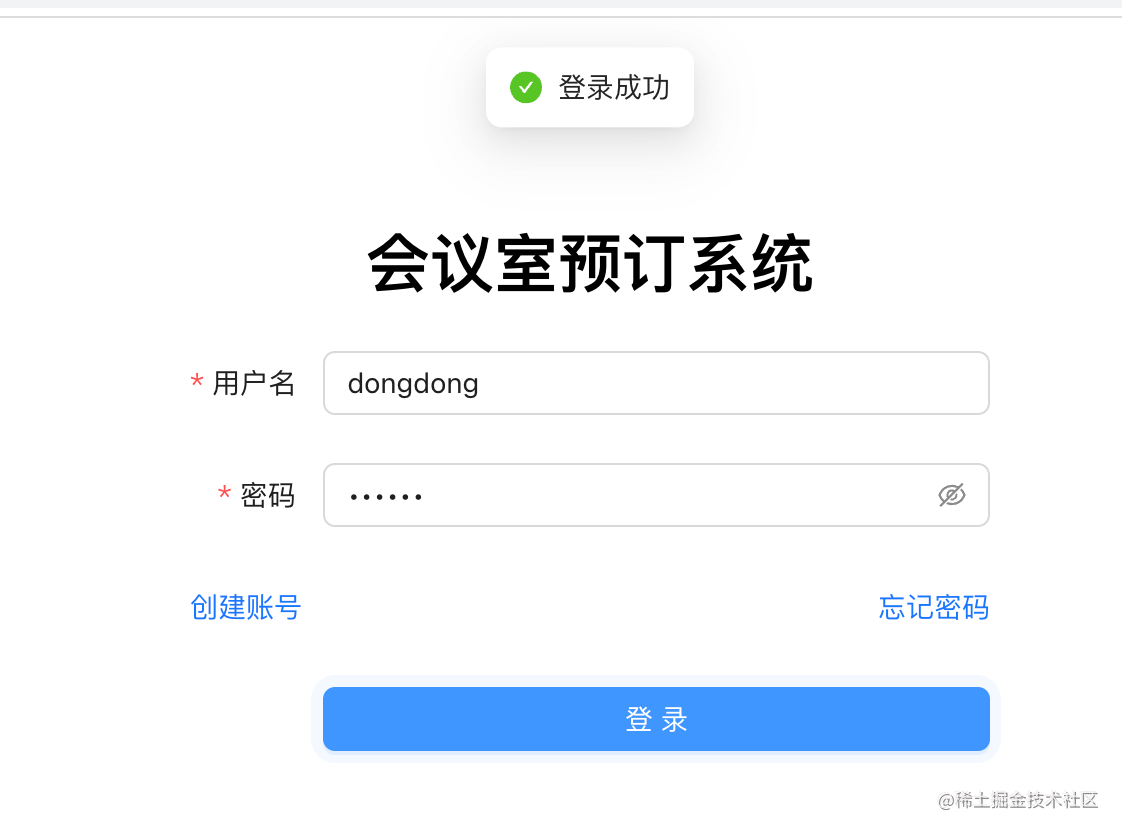 登录成功
会议室预订系统
* 用户名 dongdong
* 密码 ••••••
创建账号 忘记密码
登 录
@稀土掘金技术社区